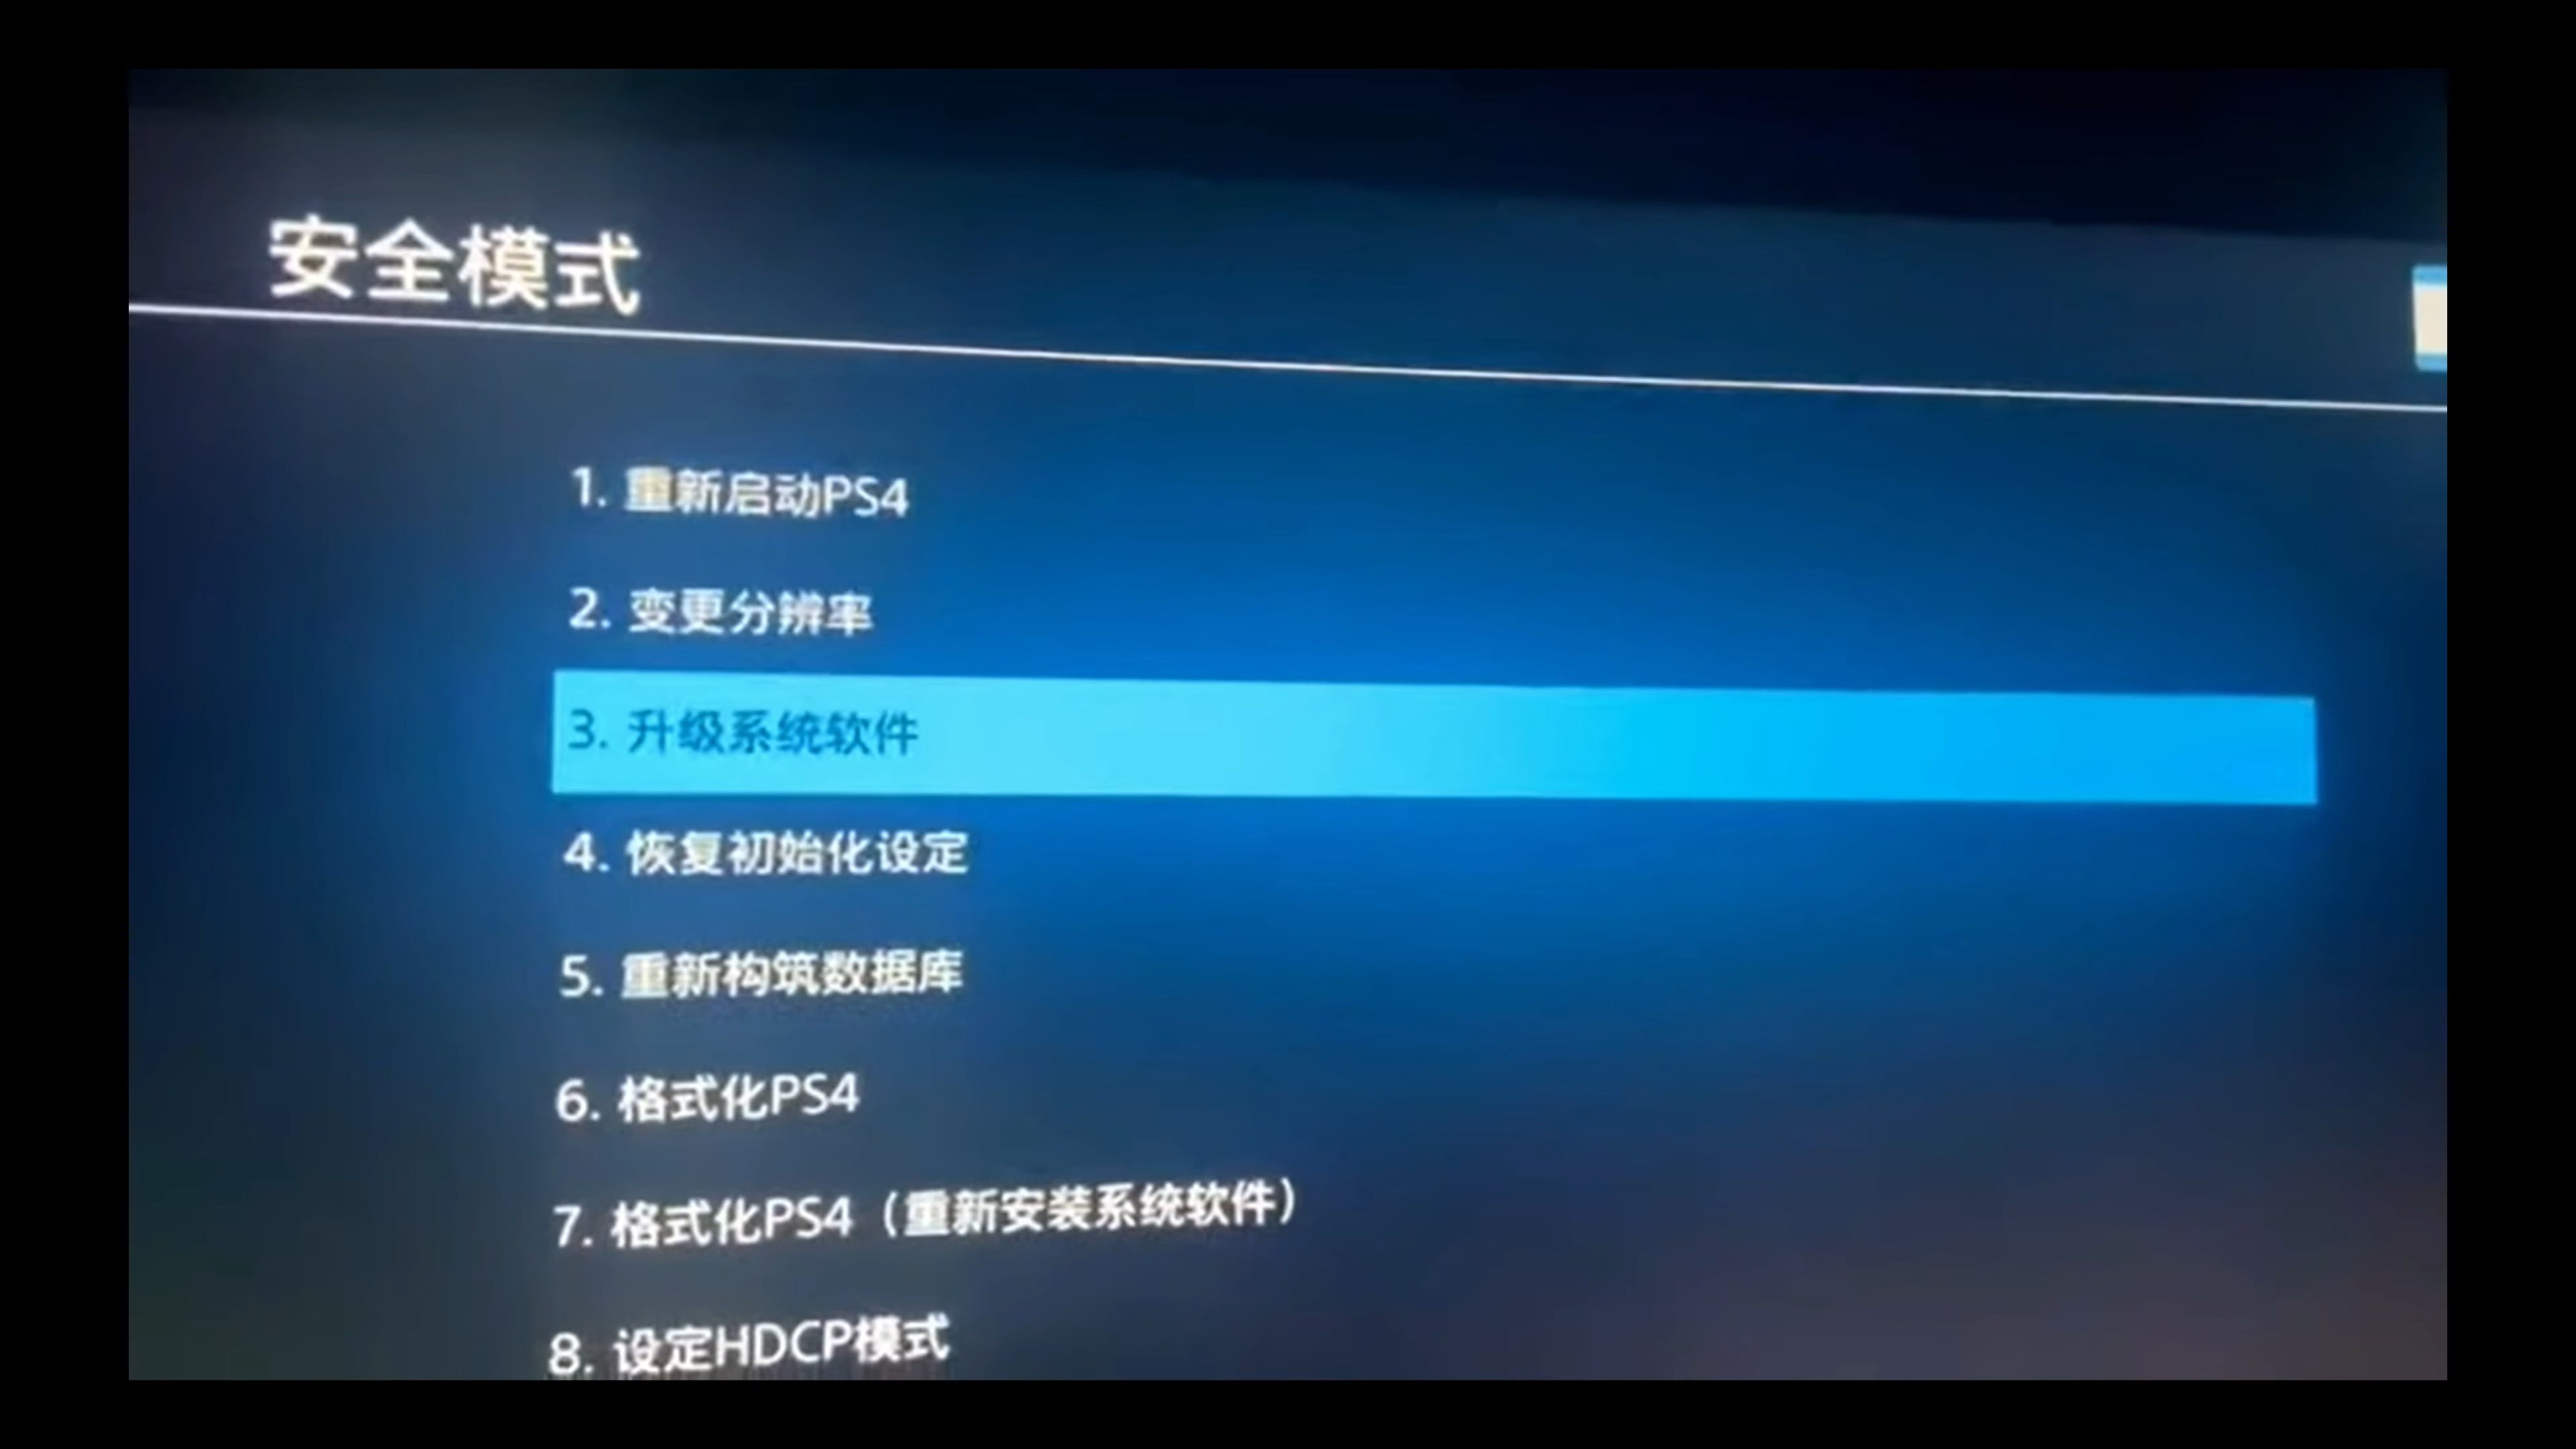 安全模式
1. 重新启动PS4
2. 变更分辨率
3. 升级系统软件
4. 恢复初始化设定
5. 重新构筑数据库
6. 格式化PS4
7. 格式化PS4（重新安装系统软件）
8. 设定HDCP模式